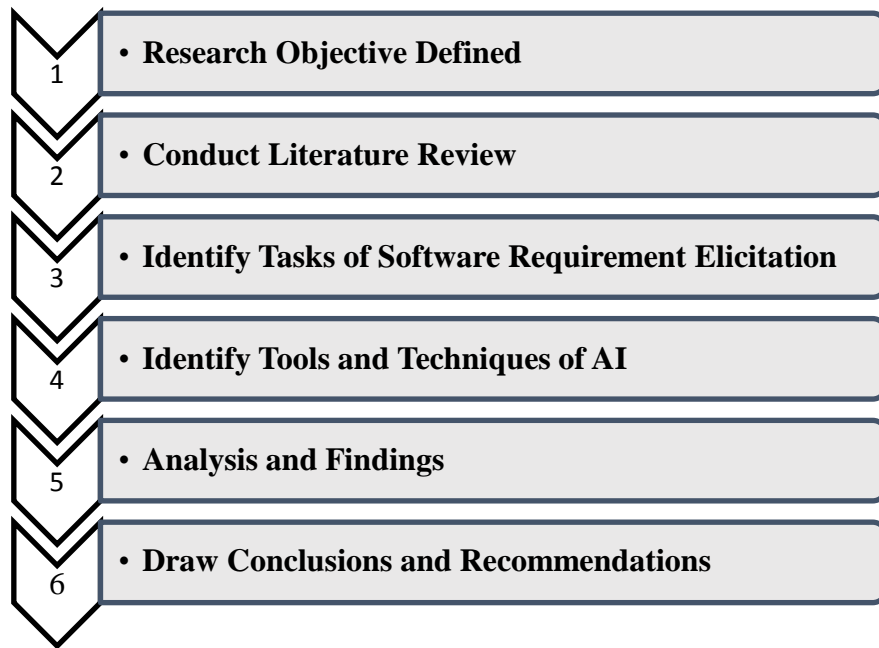 1
• Research Objective Defined
2
• Conduct Literature Review
3
• Identify Tasks of Software Requirement Elicitation
4
• Identify Tools and Techniques of AI
5
• Analysis and Findings
6
• Draw Conclusions and Recommendations